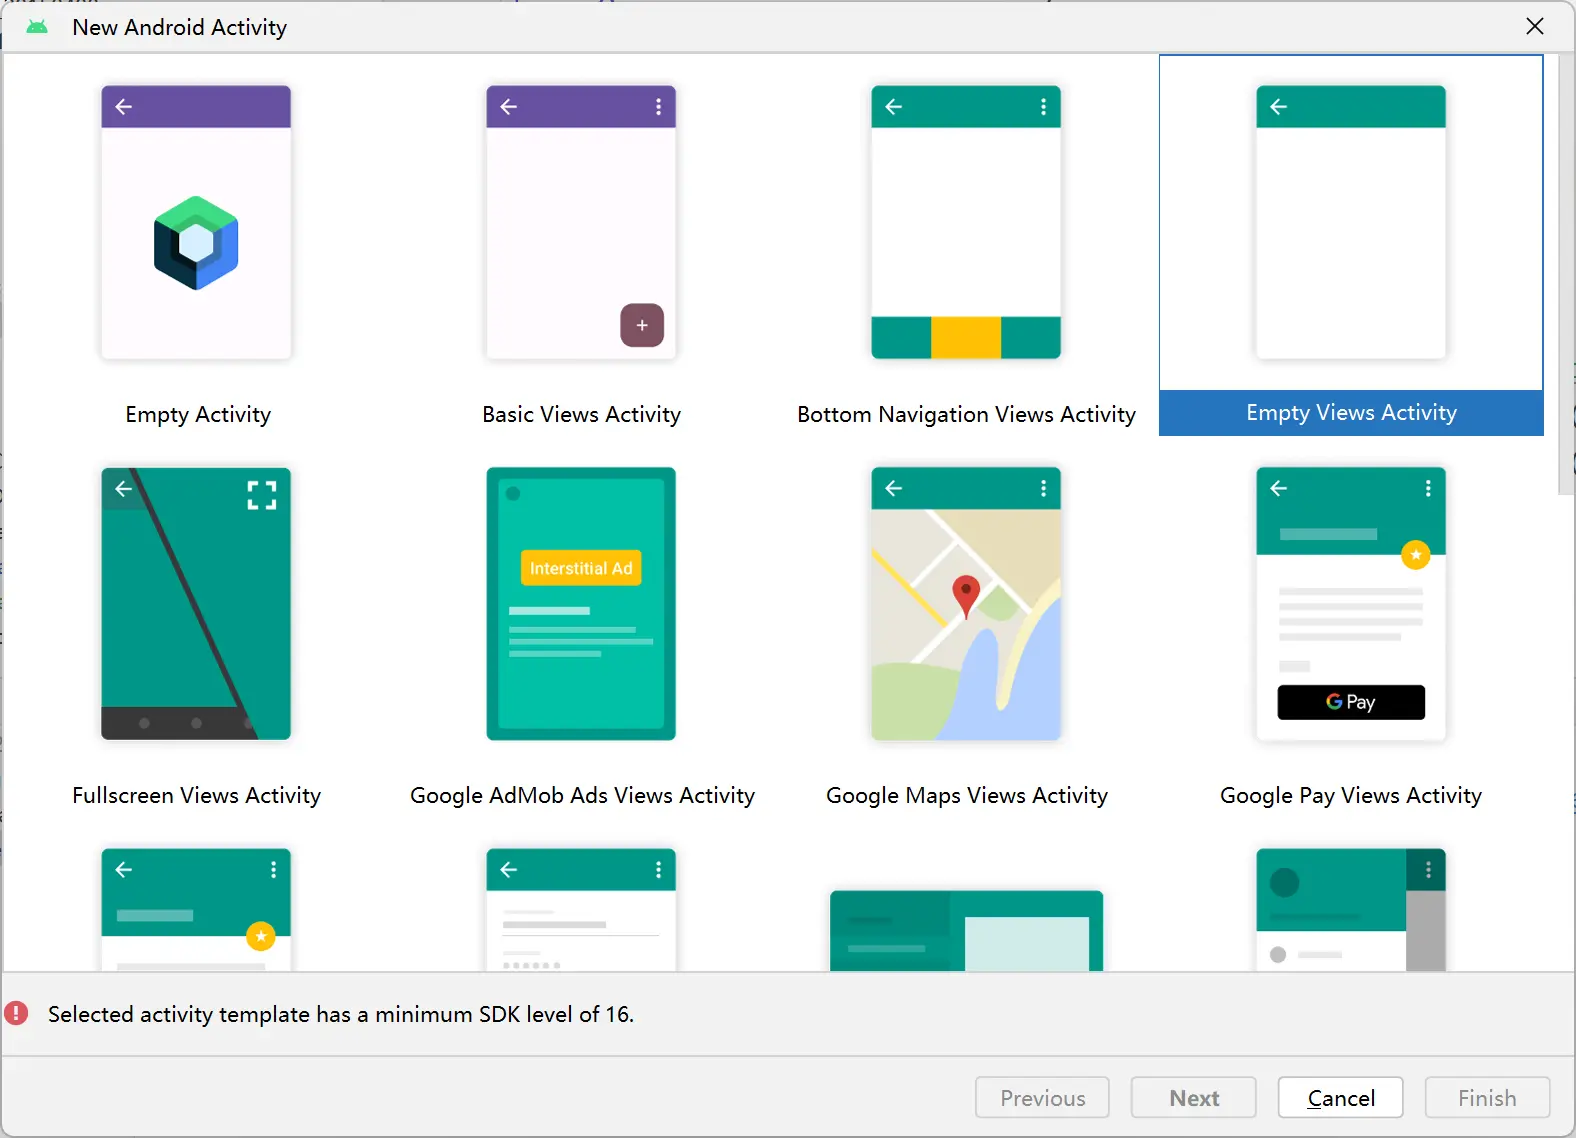 New Android Activity
Empty Activity
Basic Views Activity
Bottom Navigation Views Activity
Empty Views Activity
Interstitial Ad
G Pay
Fullscreen Views Activity
Google AdMob Ads Views Activity
Google Maps Views Activity
Google Pay Views Activity
Selected activity template has a minimum SDK level of 16.
Previous
Next
Cancel
Finish